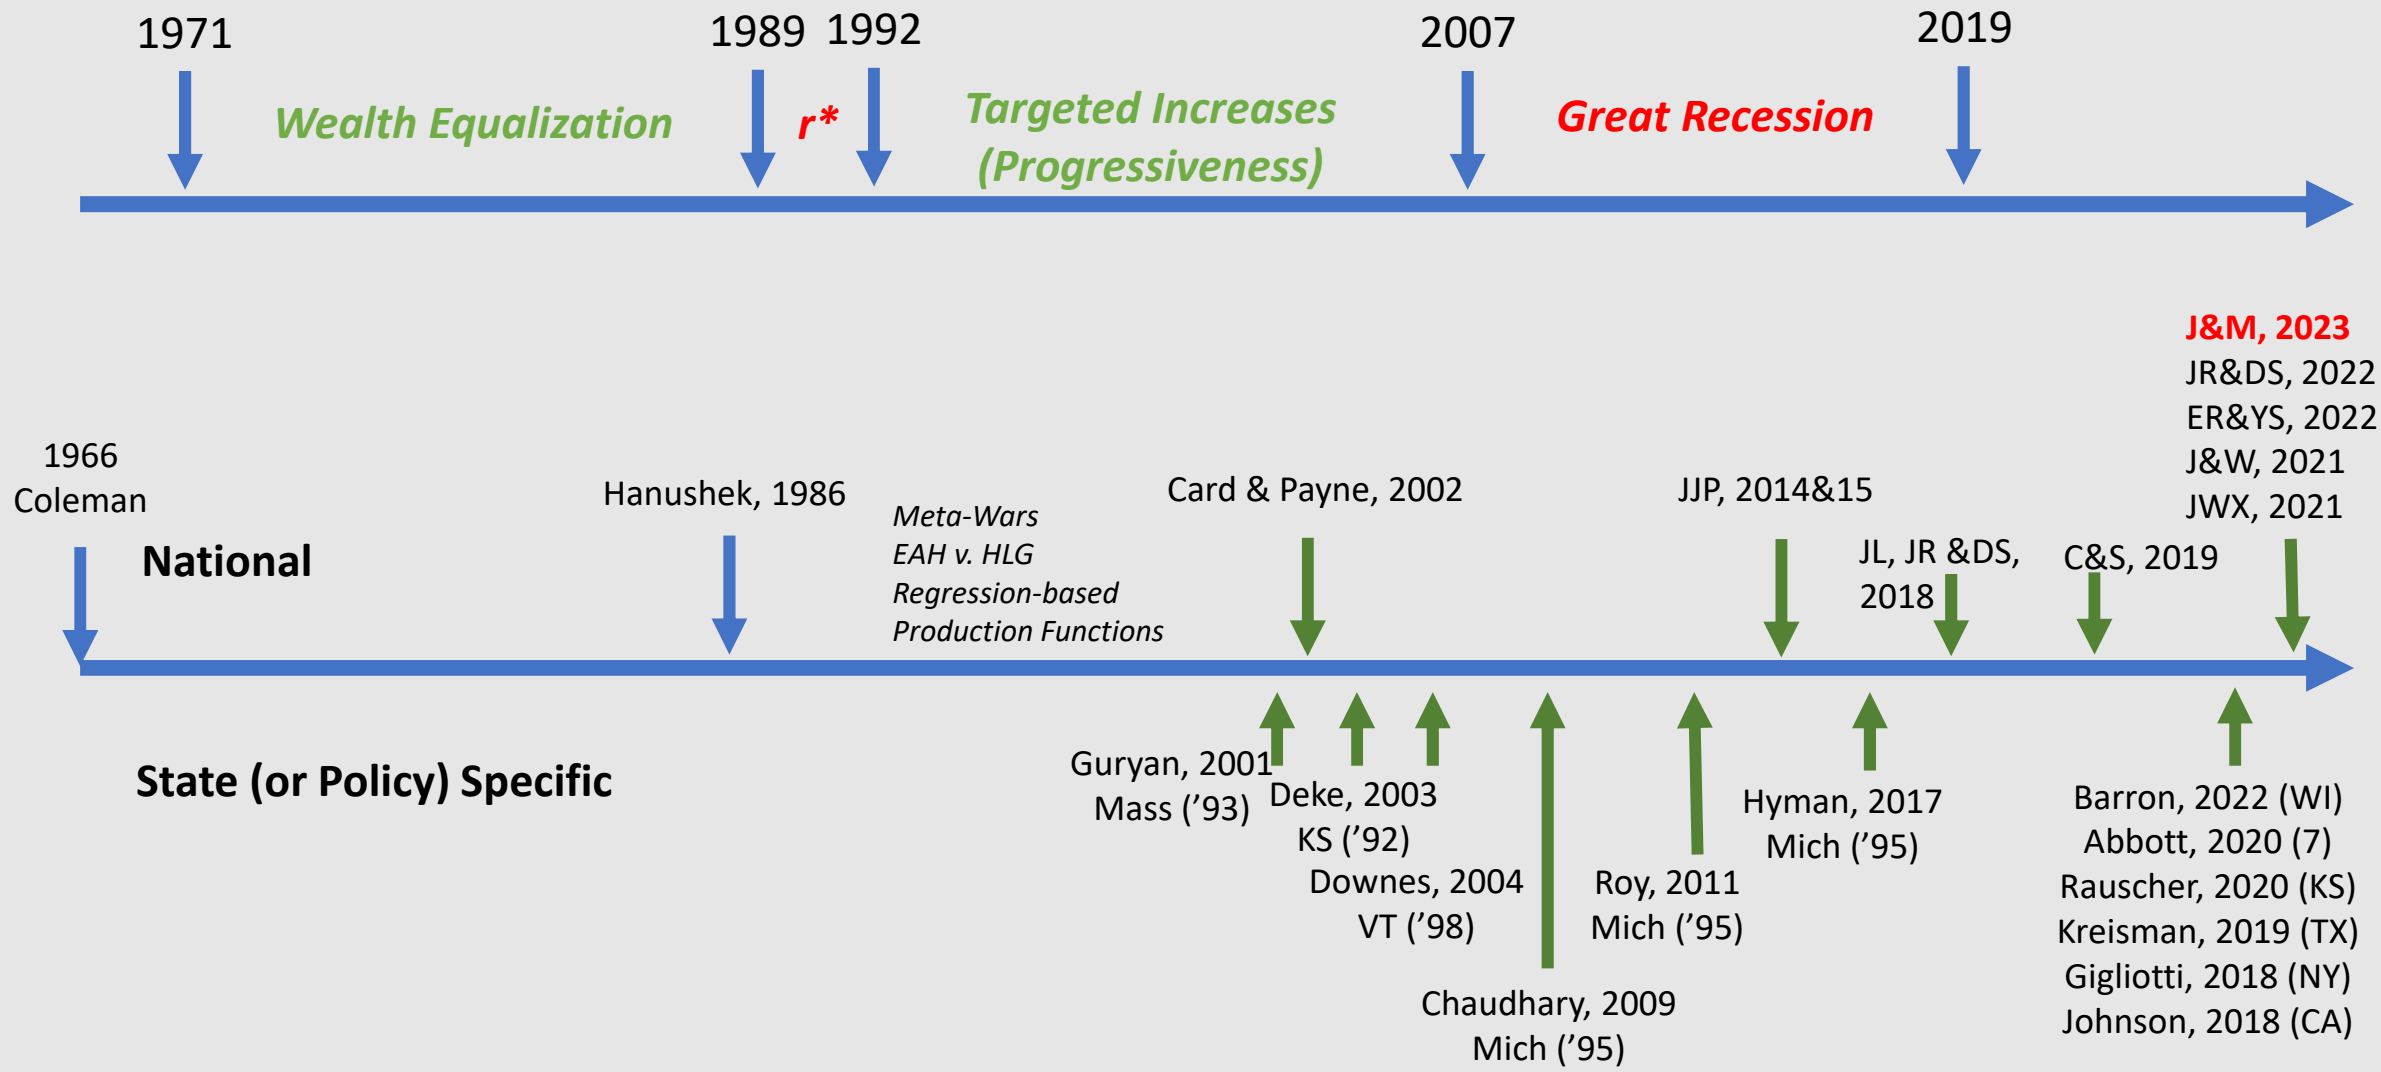 1971
1989
1992
2007
2019
Wealth Equalization
r*
Targeted Increases
(Progressiveness)
Great Recession
J&M, 2023
JR&DS, 2022
ER&YS, 2022
J&W, 2021
JWX, 2021
1966
Coleman
National
Hanushek, 1986
Meta-Wars
EAH v. HLG
Regression-based
Production Functions
Card & Payne, 2002
JJP, 2014&15
JL, JR &DS,
2018
C&S, 2019
State (or Policy) Specific
Guryan, 2001
Mass (’93)
Deke, 2003
KS (’92)
Downes, 2004
VT (’98)
Chaudhary, 2009
Mich (’95)
Roy, 2011
Mich (’95)
Hyman, 2017
Mich (’95)
Barron, 2022 (WI)
Abbott, 2020 (7)
Rauscher, 2020 (KS)
Kreisman, 2019 (TX)
Gigliotti, 2018 (NY)
Johnson, 2018 (CA)